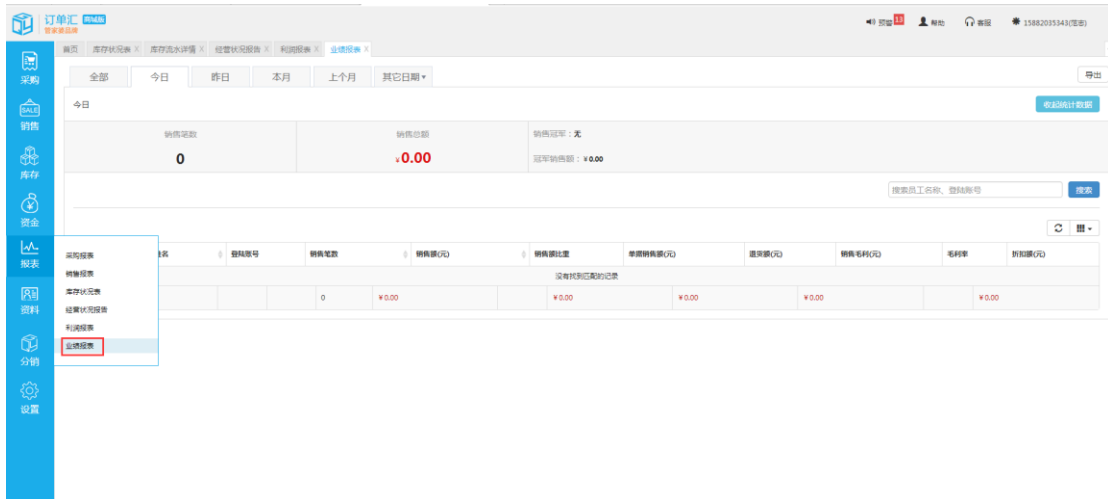 订单汇 商城版
管家婆品牌
预警 13 帮助 客服 15882035343(范志)
首页 库存状况表 X 库存流水详情 X 经营状况报告 X 利润报表 X 业绩报表 X
采购
SALE
销售
库存
资金
报表
资料
分销
设置
全部 今日 昨日 本月 上个月 其它日期 导出
今日 收起统计数据
销售笔数 销售总额 销售冠军：无
0 ¥0.00 冠军销售额：¥0.00
搜索员工名称、登陆账号 搜索
姓名 登陆账号 销售笔数 销售额(元) 销售额比重 单据销售额(元) 退货额(元) 销售毛利(元) 毛利率 折扣额(元)
没有找到匹配的记录
0 ¥0.00 ¥0.00 ¥0.00 ¥0.00 ¥0.00
采购报表
销售报表
库存状况表
经营状况报告
利润报表
业绩报表